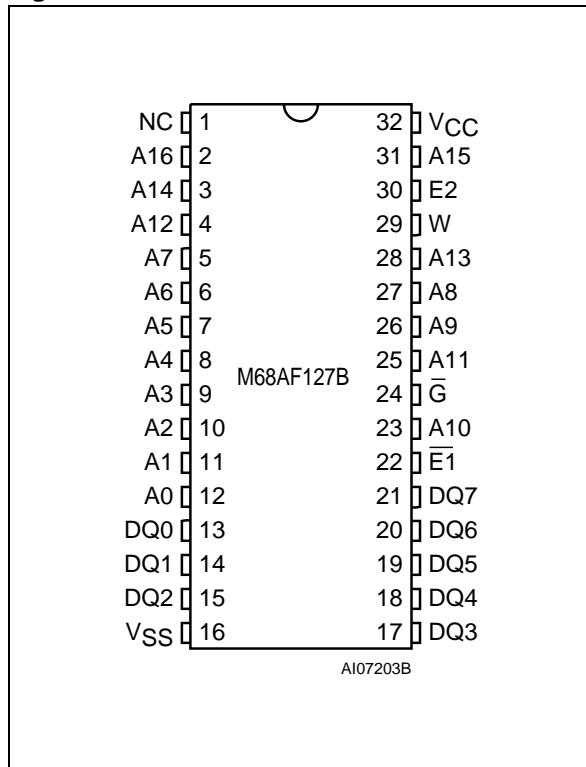 NC 1 32 VCC
A16 2 31 A15
A14 3 30 E2
A12 4 29 W
A7 5 28 A13
A6 6 27 A8
A5 7 26 A9
A4 8 25 A11
M68AF127B
A3 9 24 G̅
A2 10 23 A10
A1 11 22 E̅1̅
A0 12 21 DQ7
DQ0 13 20 DQ6
DQ1 14 19 DQ5
DQ2 15 18 DQ4
VSS 16 17 DQ3
AI07203B